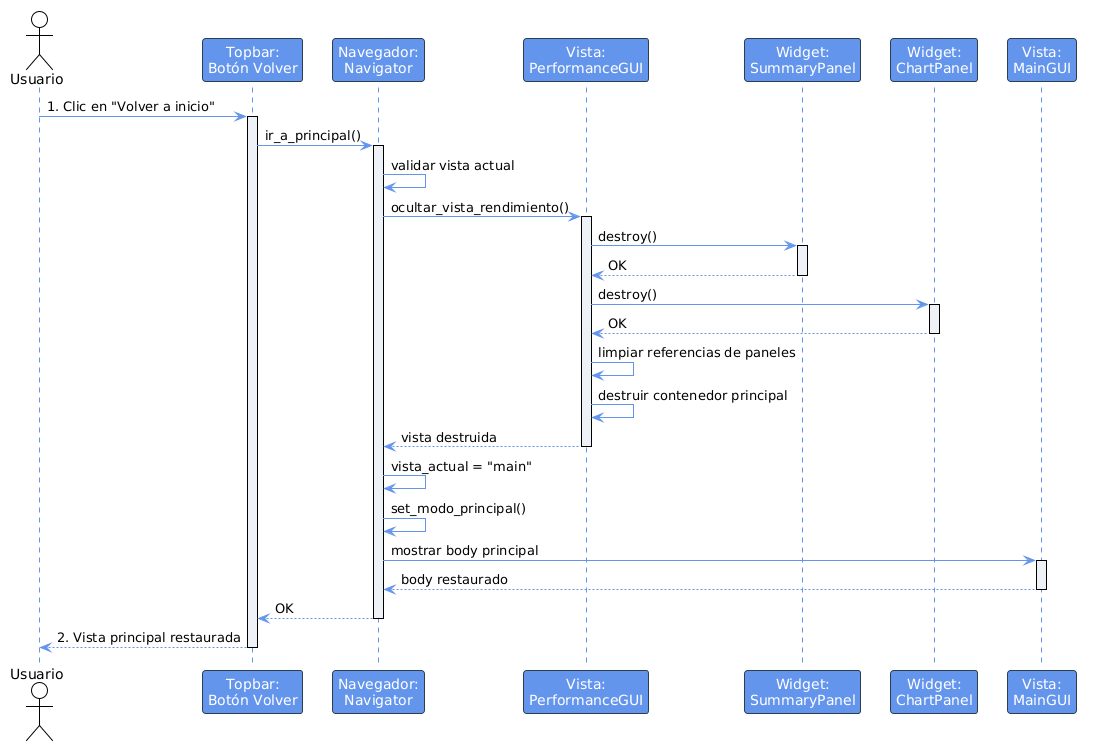 Usuario
Topbar:
Botón Volver
Navegador:
Navigator
Vista:
PerformanceGUI
Widget:
SummaryPanel
Widget:
ChartPanel
Vista:
MainGUI
1. Clic en "Volver a inicio"
ir_a_principal()
validar vista actual
ocultar_vista_rendimiento()
destroy()
OK
destroy()
OK
limpiar referencias de paneles
destruir contenedor principal
vista destruida
vista_actual = "main"
set_modo_principal()
mostrar body principal
body restaurado
OK
2. Vista principal restaurada
Usuario
Topbar:
Botón Volver
Navegador:
Navigator
Vista:
PerformanceGUI
Widget:
SummaryPanel
Widget:
ChartPanel
Vista:
MainGUI